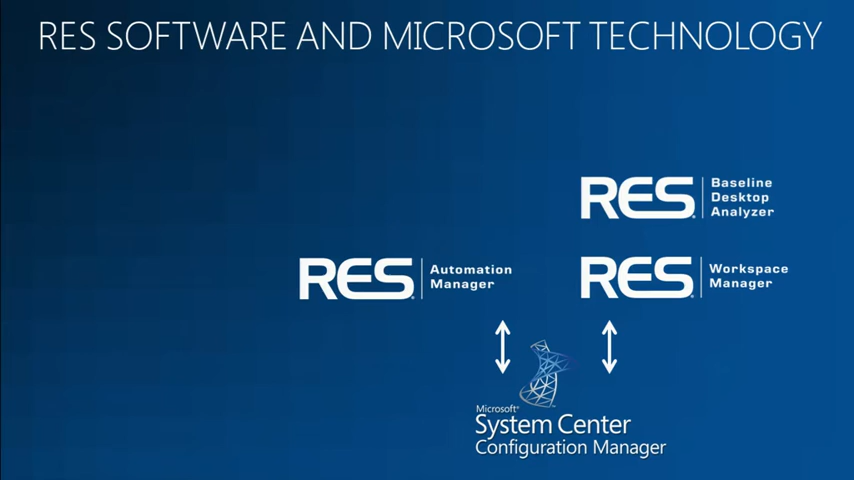 RES SOFTWARE AND MICROSOFT TECHNOLOGY
RES® Baseline
Desktop
Analyzer
RES® Automation
Manager
RES® Workspace
Manager
Microsoft®
System Center
Configuration Manager